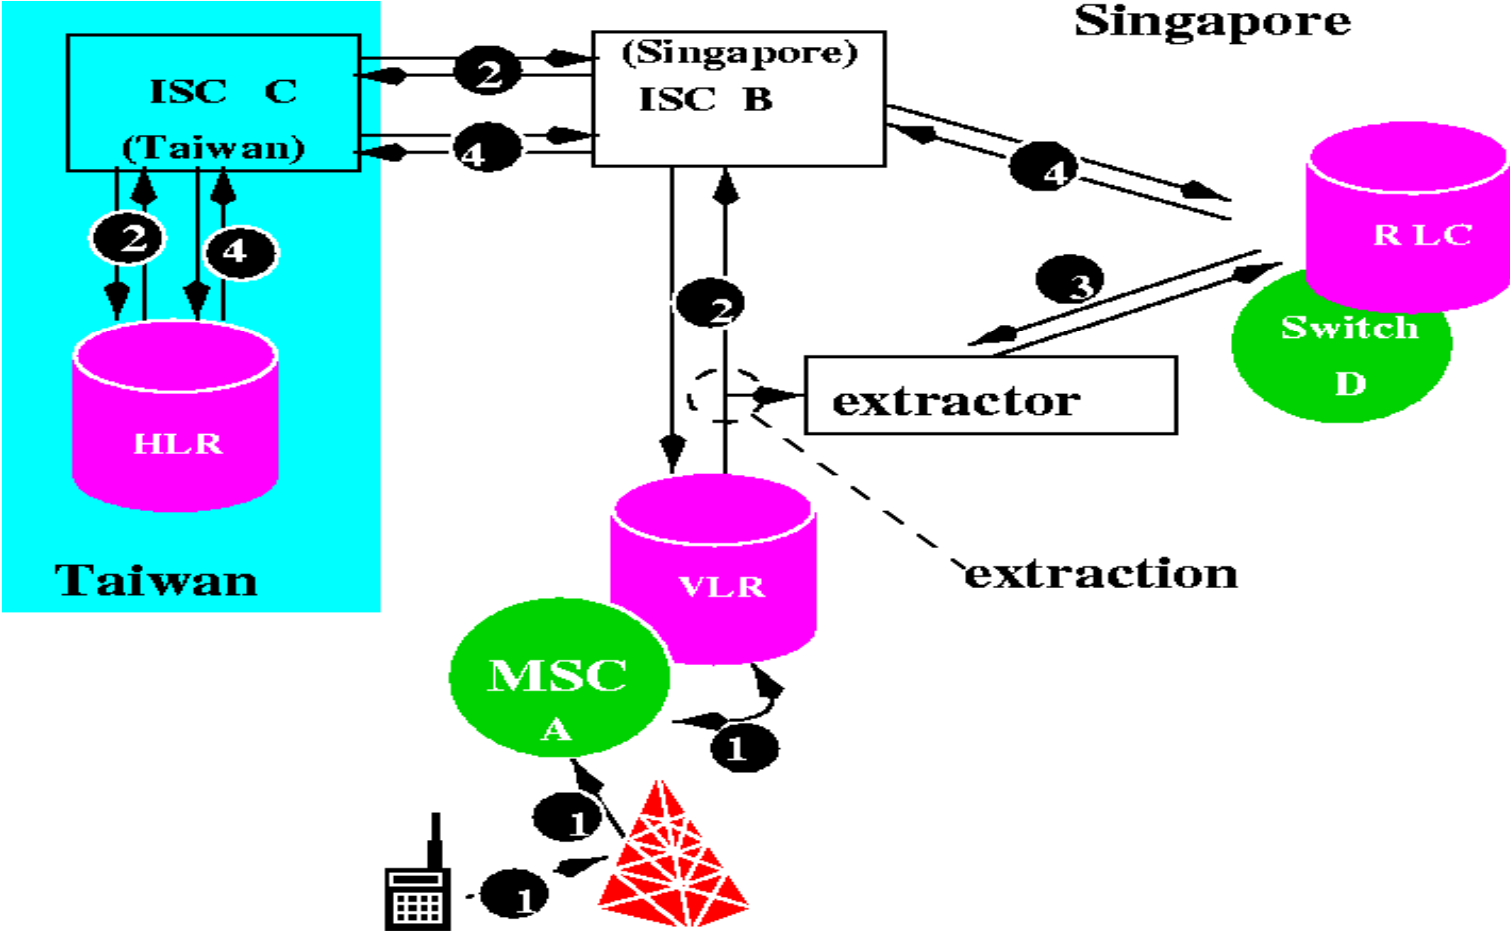 Singapore
(Singapore)
ISC B
ISC C
(Taiwan)
2
4
4
R LC
2
4
3
2
Switch
D
extractor
HLR
extraction
Taiwan
VLR
MSC
A
1
1
1